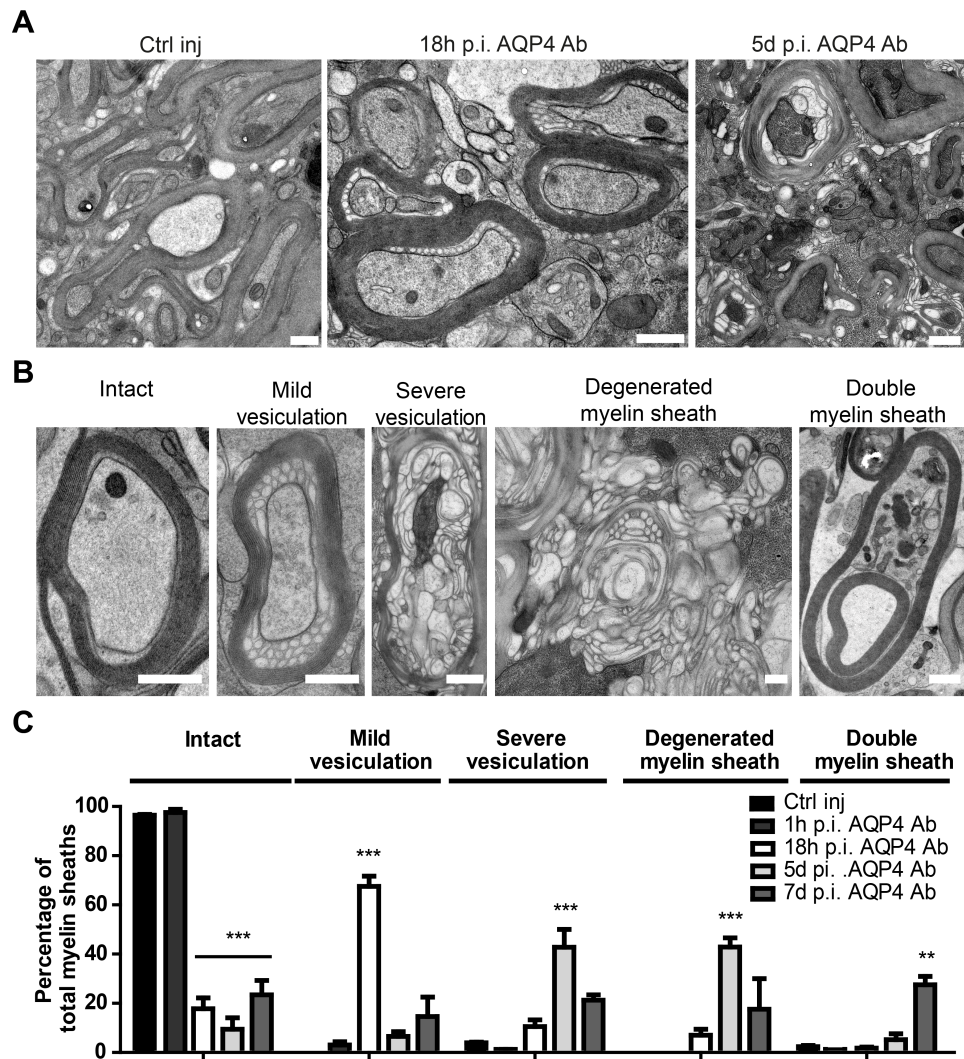 A
Ctrl inj
18h p.i. AQP4 Ab
5d p.i. AQP4 Ab
B
Intact
Mild
vesiculation
Severe
vesiculation
Degenerated
myelin sheath
Double
myelin sheath
C
Intact
Mild
vesiculation
Severe
vesiculation
Degenerated
myelin sheath
Double
myelin sheath
Percentage of
total myelin sheaths
100
80
60
40
20
0
***
***
***
***
**
Ctrl inj
1h p.i. AQP4 Ab
18h p.i. AQP4 Ab
5d pi. .AQP4 Ab
7d p.i. AQP4 Ab